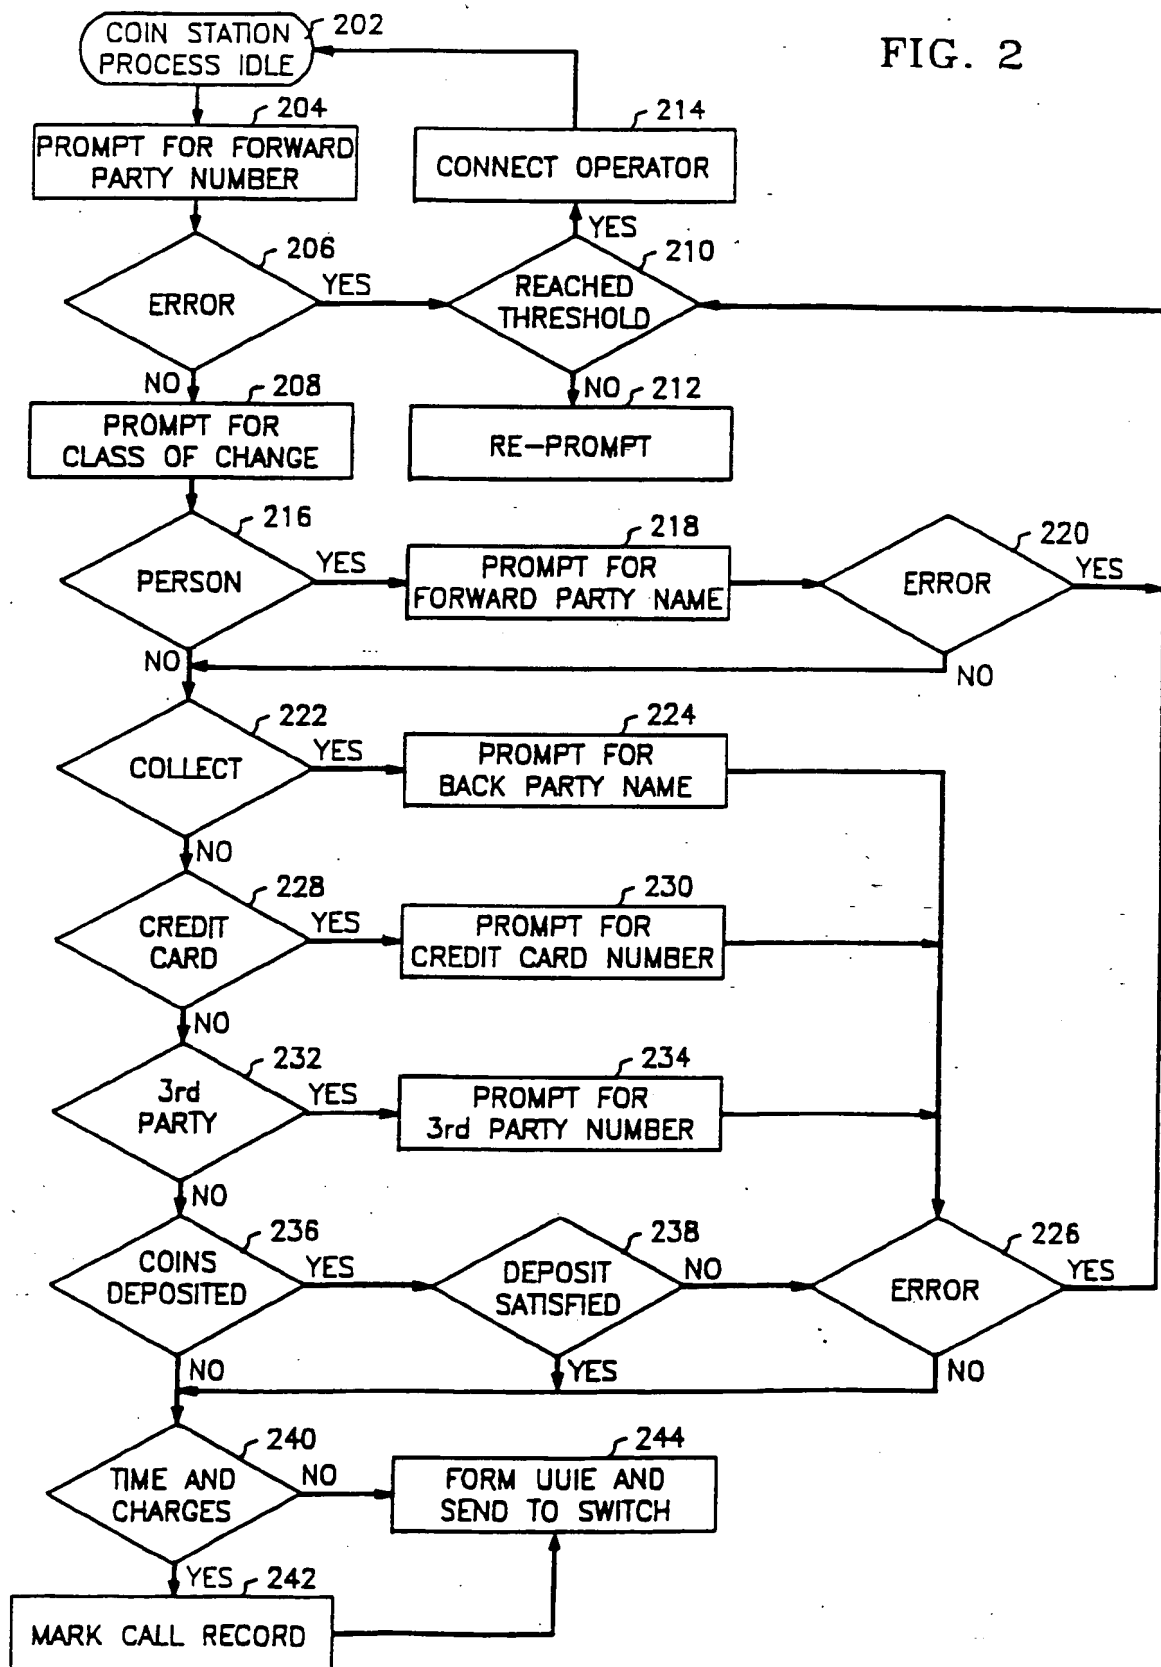 COIN STATION
PROCESS IDLE
202
FIG. 2
204
PROMPT FOR FORWARD
PARTY NUMBER
214
CONNECT OPERATOR
YES
206
ERROR
YES
210
REACHED
THRESHOLD
NO
208
PROMPT FOR
CLASS OF CHANGE
NO
212
RE-PROMPT
216
PERSON
YES
218
PROMPT FOR
FORWARD PARTY NAME
220
ERROR
YES
NO
NO
222
COLLECT
YES
224
PROMPT FOR
BACK PARTY NAME
NO
228
CREDIT
CARD
YES
230
PROMPT FOR
CREDIT CARD NUMBER
NO
232
3rd
PARTY
YES
234
PROMPT FOR
3rd PARTY NUMBER
NO
236
COINS
DEPOSITED
YES
238
DEPOSIT
SATISFIED
NO
226
ERROR
YES
NO
YES
NO
240
TIME AND
CHARGES
NO
244
FORM UUIE AND
SEND TO SWITCH
YES
242
MARK CALL RECORD